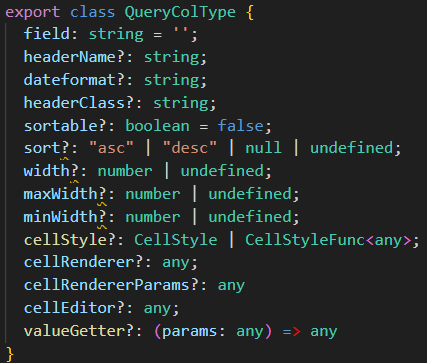 export class QueryColType {
  field: string = '';
  headerName?: string;
  dateformat?: string;
  headerClass?: string;
  sortable?: boolean = false;
  sort?: "asc" | "desc" | null | undefined;
  width?: number | undefined;
  maxWidth?: number | undefined;
  minWidth?: number | undefined;
  cellStyle?: CellStyle | CellStyleFunc<any>;
  cellRenderer?: any;
  cellRendererParams?: any
  cellEditor?: any;
  valueGetter?: (params: any) => any
}